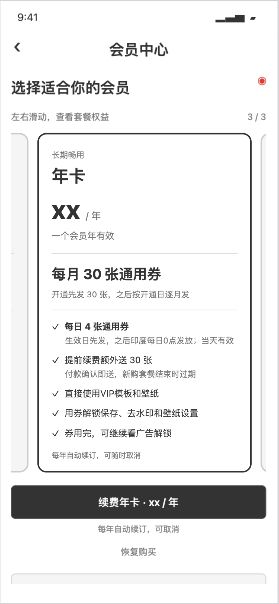 9:41
会员中心
选择适合你的会员
左右滑动，查看套餐权益
3 / 3
长期畅用
年卡
XX / 年
一个会员年有效
每月 30 张通用券
开通先发 30 张，之后按开通日逐月发
每日 4 张通用券
生效日先发，之后印度每日0点发放，当天有效
提前续费额外送 30 张
付款确认即送，新购套餐结束时过期
直接使用VIP模板和壁纸
用券解锁保存、去水印和壁纸设置
券用完，可继续看广告解锁
每年自动续订，可随时取消
续费年卡 · xx / 年
每年自动续订，可取消
恢复购买